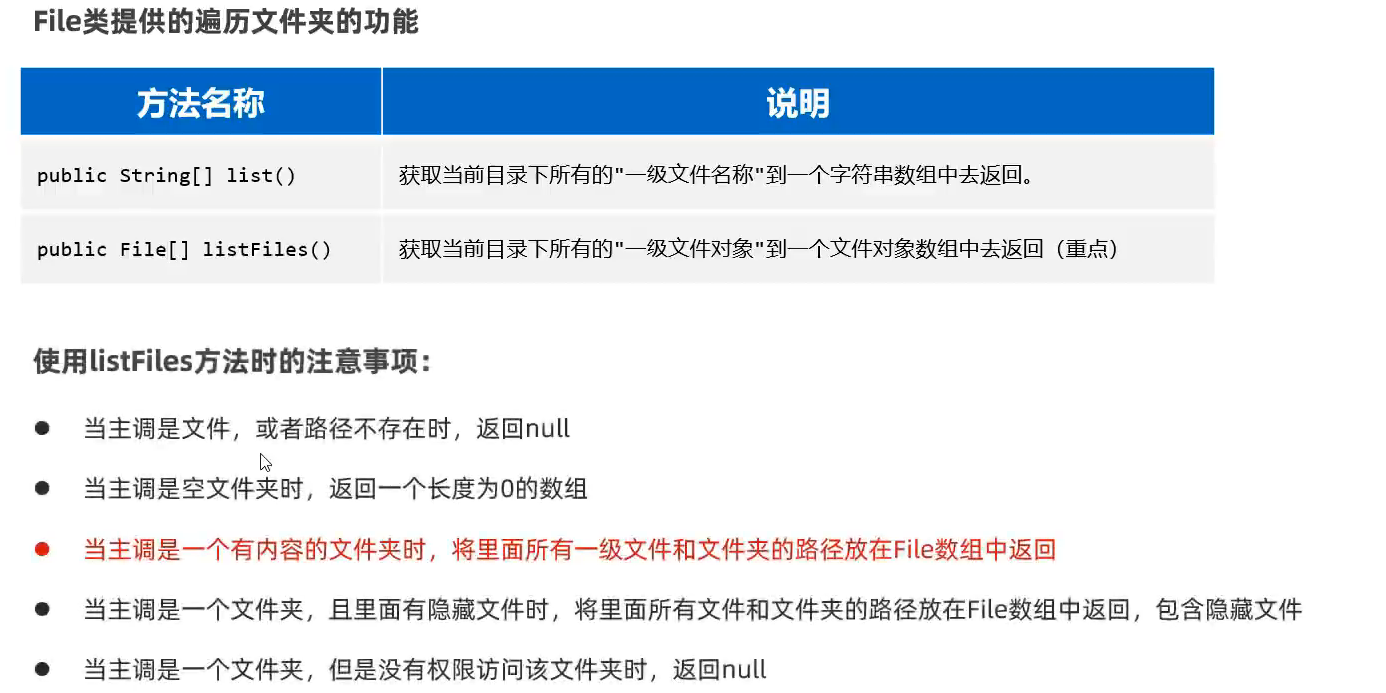 File类提供的遍历文件夹的功能
方法名称 说明
public String[] list() 获取当前目录下所有的"一级文件名称"到一个字符串数组中去返回。
public File[] listFiles() 获取当前目录下所有的"一级文件对象"到一个文件对象数组中去返回（重点）
使用listFiles方法时的注意事项：
● 当主调是文件，或者路径不存在时，返回null
● 当主调是空文件夹时，返回一个长度为0的数组
● 当主调是一个有内容的文件夹时，将里面所有一级文件和文件夹的路径放在File数组中返回
● 当主调是一个文件夹，且里面有隐藏文件时，将里面所有文件和文件夹的路径放在File数组中返回，包含隐藏文件
● 当主调是一个文件夹，但是没有权限访问该文件夹时，返回null